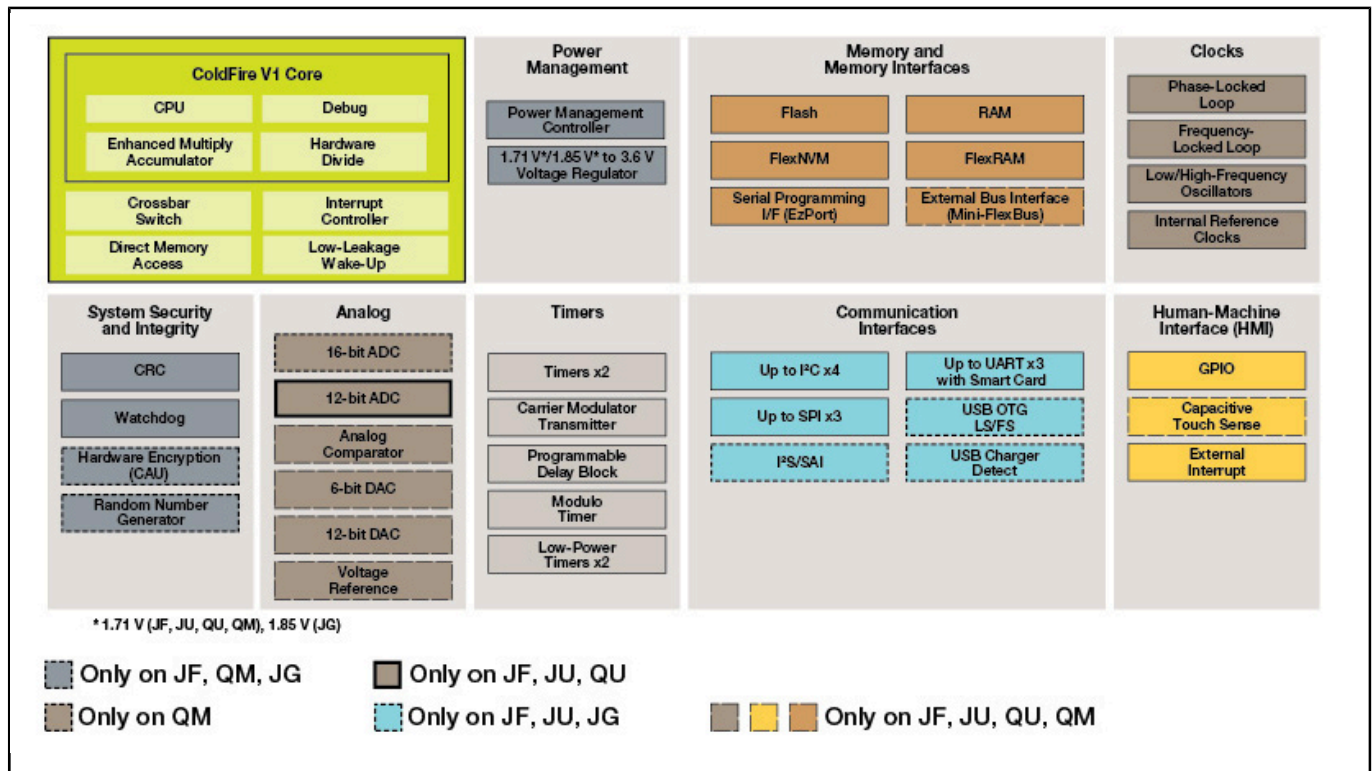 ColdFire V1 Core
CPU
Debug
Enhanced Multiply
Accumulator
Hardware
Divide
Crossbar
Switch
Interrupt
Controller
Direct Memory
Access
Low-Leakage
Wake-Up
Power
Management
Power Management
Controller
1.71 V*/1.85 V* to 3.6 V
Voltage Regulator
Memory and
Memory Interfaces
Flash
RAM
FlexNVM
FlexRAM
Serial Programming
I/F (EzPort)
External Bus Interface
(Mini-FlexBus)
Clocks
Phase-Locked
Loop
Frequency-
Locked Loop
Low/High-Frequency
Oscillators
Internal Reference
Clocks
System Security
and Integrity
CRC
Watchdog
Hardware Encryption
(CAU)
Random Number
Generator
Analog
16-bit ADC
12-bit ADC
Analog
Comparator
6-bit DAC
12-bit DAC
Voltage
Reference
Timers
Timers x2
Carrier Modulator
Transmitter
Programmable
Delay Block
Modulo
Timer
Low-Power
Timers x2
Communication
Interfaces
Up to I²C x4
Up to UART x3
with Smart Card
Up to SPI x3
USB OTG
LS/FS
I²S/SAI
USB Charger
Detect
Human-Machine
Interface (HMI)
GPIO
Capacitive
Touch Sense
External
Interrupt
* 1.71 V (JF, JU, QU, QM), 1.85 V (JG)
Only on JF, QM, JG
Only on JF, JU, QU
Only on QM
Only on JF, JU, JG
Only on JF, JU, QU, QM